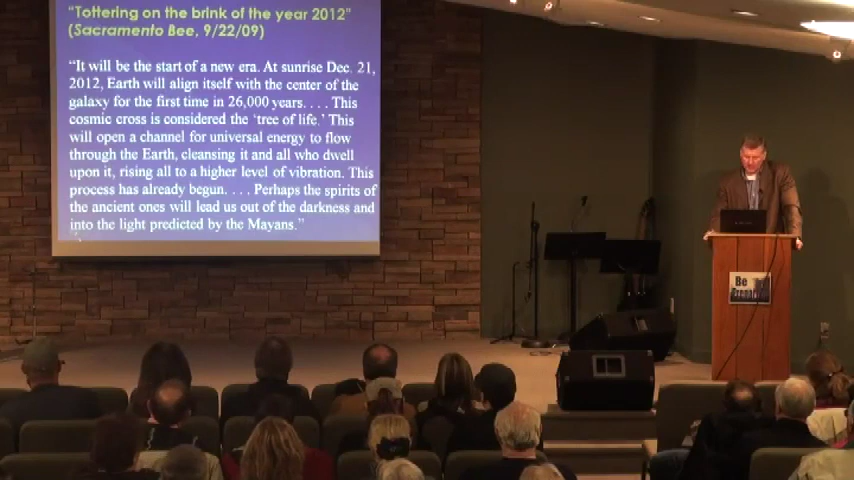 "Tottering on the brink of the year 2012"
(Sacramento Bee, 9/22/09)
"It will be the start of a new era. At sunrise Dec. 21,
2012, Earth will align itself with the center of the
galaxy for the first time in 26,000 years. . . . This
cosmic cross is considered the 'tree of life.' This
will open a channel for universal energy to flow
through the Earth, cleansing it and all who dwell
upon it, rising all to a higher level of vibration. This
process has already begun. . . . Perhaps the spirits of
the ancient ones will lead us out of the darkness and
into the light predicted by the Mayans."
Be